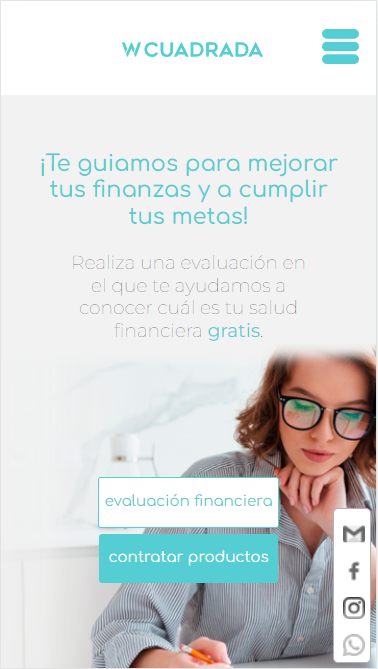 W CUADRADA
¡Te guiamos para mejorar
tus finanzas y a cumplir
tus metas!
Realiza una evaluación en
el que te ayudamos a
conocer cuál es tu salud
financiera gratis.
evaluación financiera
contratar productos